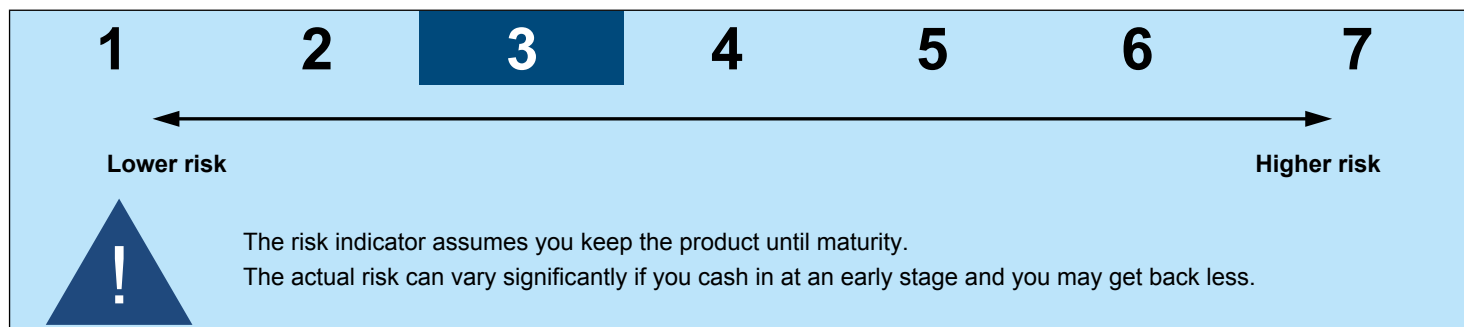 1 2 3 4 5 6 7
Lower risk Higher risk
!
The risk indicator assumes you keep the product until maturity.
The actual risk can vary significantly if you cash in at an early stage and you may get back less.